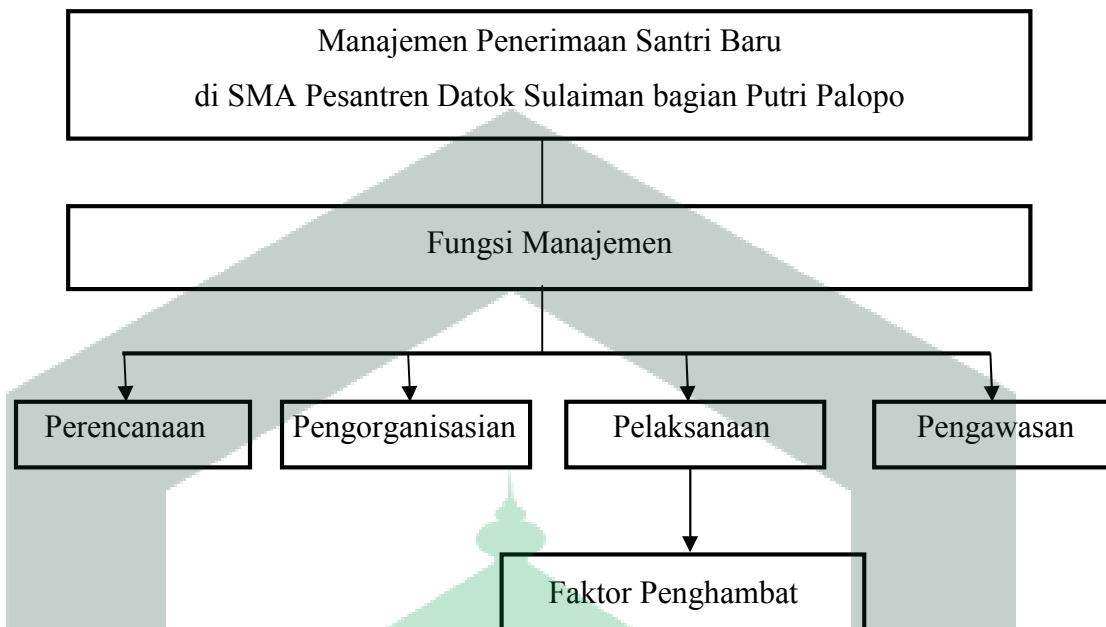 Manajemen Penerimaan Santri Baru
di SMA Pesantren Datok Sulaiman bagian Putri Palopo
Fungsi Manajemen
Perencanaan
Pengorganisasian
Pelaksanaan
Pengawasan
Faktor Penghambat